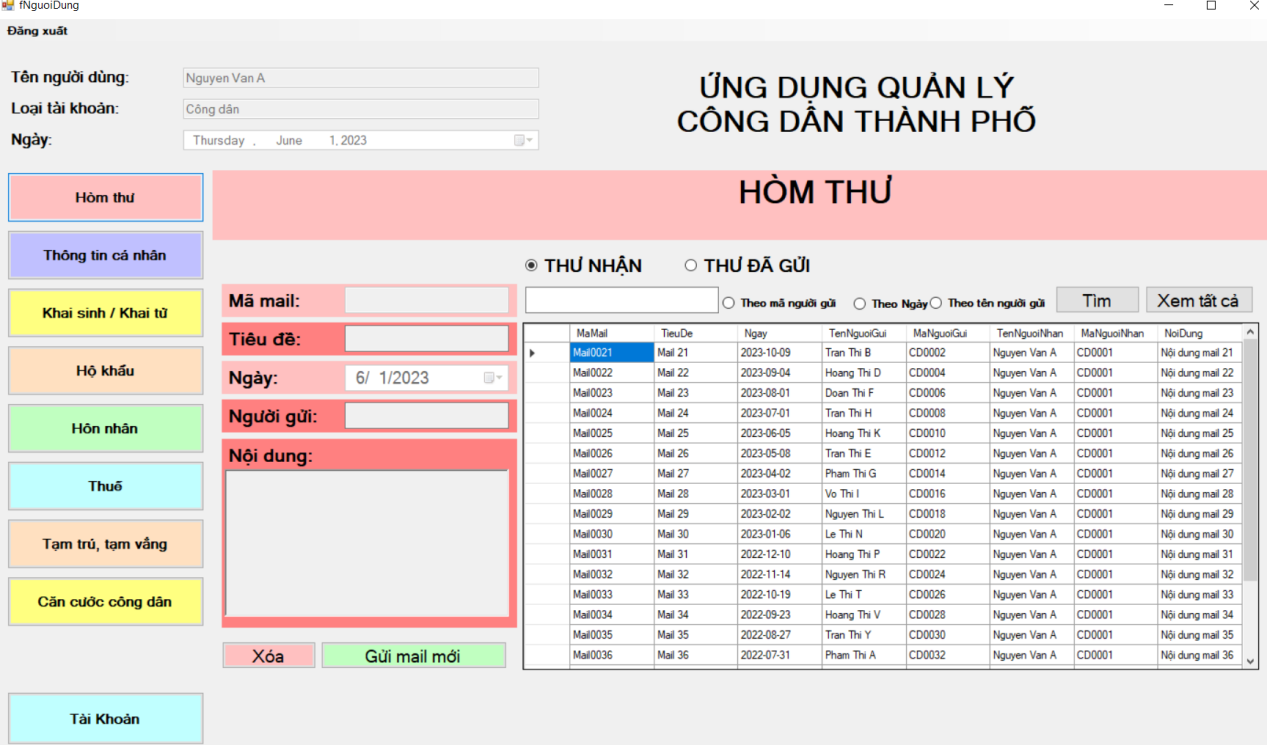 fNguoiDung
Đăng xuất
Tên người dùng: Nguyen Van A
Loại tài khoản: Công dân
Ngày: Thursday , June 1, 2023
ỨNG DỤNG QUẢN LÝ
CÔNG DÂN THÀNH PHỐ
Hòm thư
Thông tin cá nhân
Khai sinh / Khai tử
Hộ khẩu
Hôn nhân
Thuế
Tạm trú, tạm vắng
Căn cước công dân
Tài Khoản
HÒM THƯ
THƯ NHẬN THƯ ĐÃ GỬI
Mã mail:
Tiêu đề:
Ngày: 6/ 1/2023
Người gửi:
Nội dung:
Xóa Gửi mail mới
Theo mã người gửi Theo Ngày Theo tên người gửi Tìm Xem tất cả
MaMail TieuDe Ngay TenNguoiGui MaNguoiGui TenNguoiNhan MaNguoiNhan NoiDung
Mail0021 Mail 21 2023-10-09 Tran Thi B CD0002 Nguyen Van A CD0001 Nội dung mail 21
Mail0022 Mail 22 2023-09-04 Hoang Thi D CD0004 Nguyen Van A CD0001 Nội dung mail 22
Mail0023 Mail 23 2023-08-01 Doan Thi F CD0006 Nguyen Van A CD0001 Nội dung mail 23
Mail0024 Mail 24 2023-07-01 Tran Thi H CD0008 Nguyen Van A CD0001 Nội dung mail 24
Mail0025 Mail 25 2023-06-05 Hoang Thi K CD0010 Nguyen Van A CD0001 Nội dung mail 25
Mail0026 Mail 26 2023-05-08 Tran Thi E CD0012 Nguyen Van A CD0001 Nội dung mail 26
Mail0027 Mail 27 2023-04-02 Pham Thi G CD0014 Nguyen Van A CD0001 Nội dung mail 27
Mail0028 Mail 28 2023-03-01 Vo Thi I CD0016 Nguyen Van A CD0001 Nội dung mail 28
Mail0029 Mail 29 2023-02-02 Nguyen Thi L CD0018 Nguyen Van A CD0001 Nội dung mail 29
Mail0030 Mail 30 2023-01-06 Le Thi N CD0020 Nguyen Van A CD0001 Nội dung mail 30
Mail0031 Mail 31 2022-12-10 Hoang Thi P CD0022 Nguyen Van A CD0001 Nội dung mail 31
Mail0032 Mail 32 2022-11-14 Nguyen Thi R CD0024 Nguyen Van A CD0001 Nội dung mail 32
Mail0033 Mail 33 2022-10-19 Le Thi T CD0026 Nguyen Van A CD0001 Nội dung mail 33
Mail0034 Mail 34 2022-09-23 Hoang Thi V CD0028 Nguyen Van A CD0001 Nội dung mail 34
Mail0035 Mail 35 2022-08-27 Tran Thi Y CD0030 Nguyen Van A CD0001 Nội dung mail 35
Mail0036 Mail 36 2022-07-31 Pham Thi A CD0032 Nguyen Van A CD0001 Nội dung mail 36